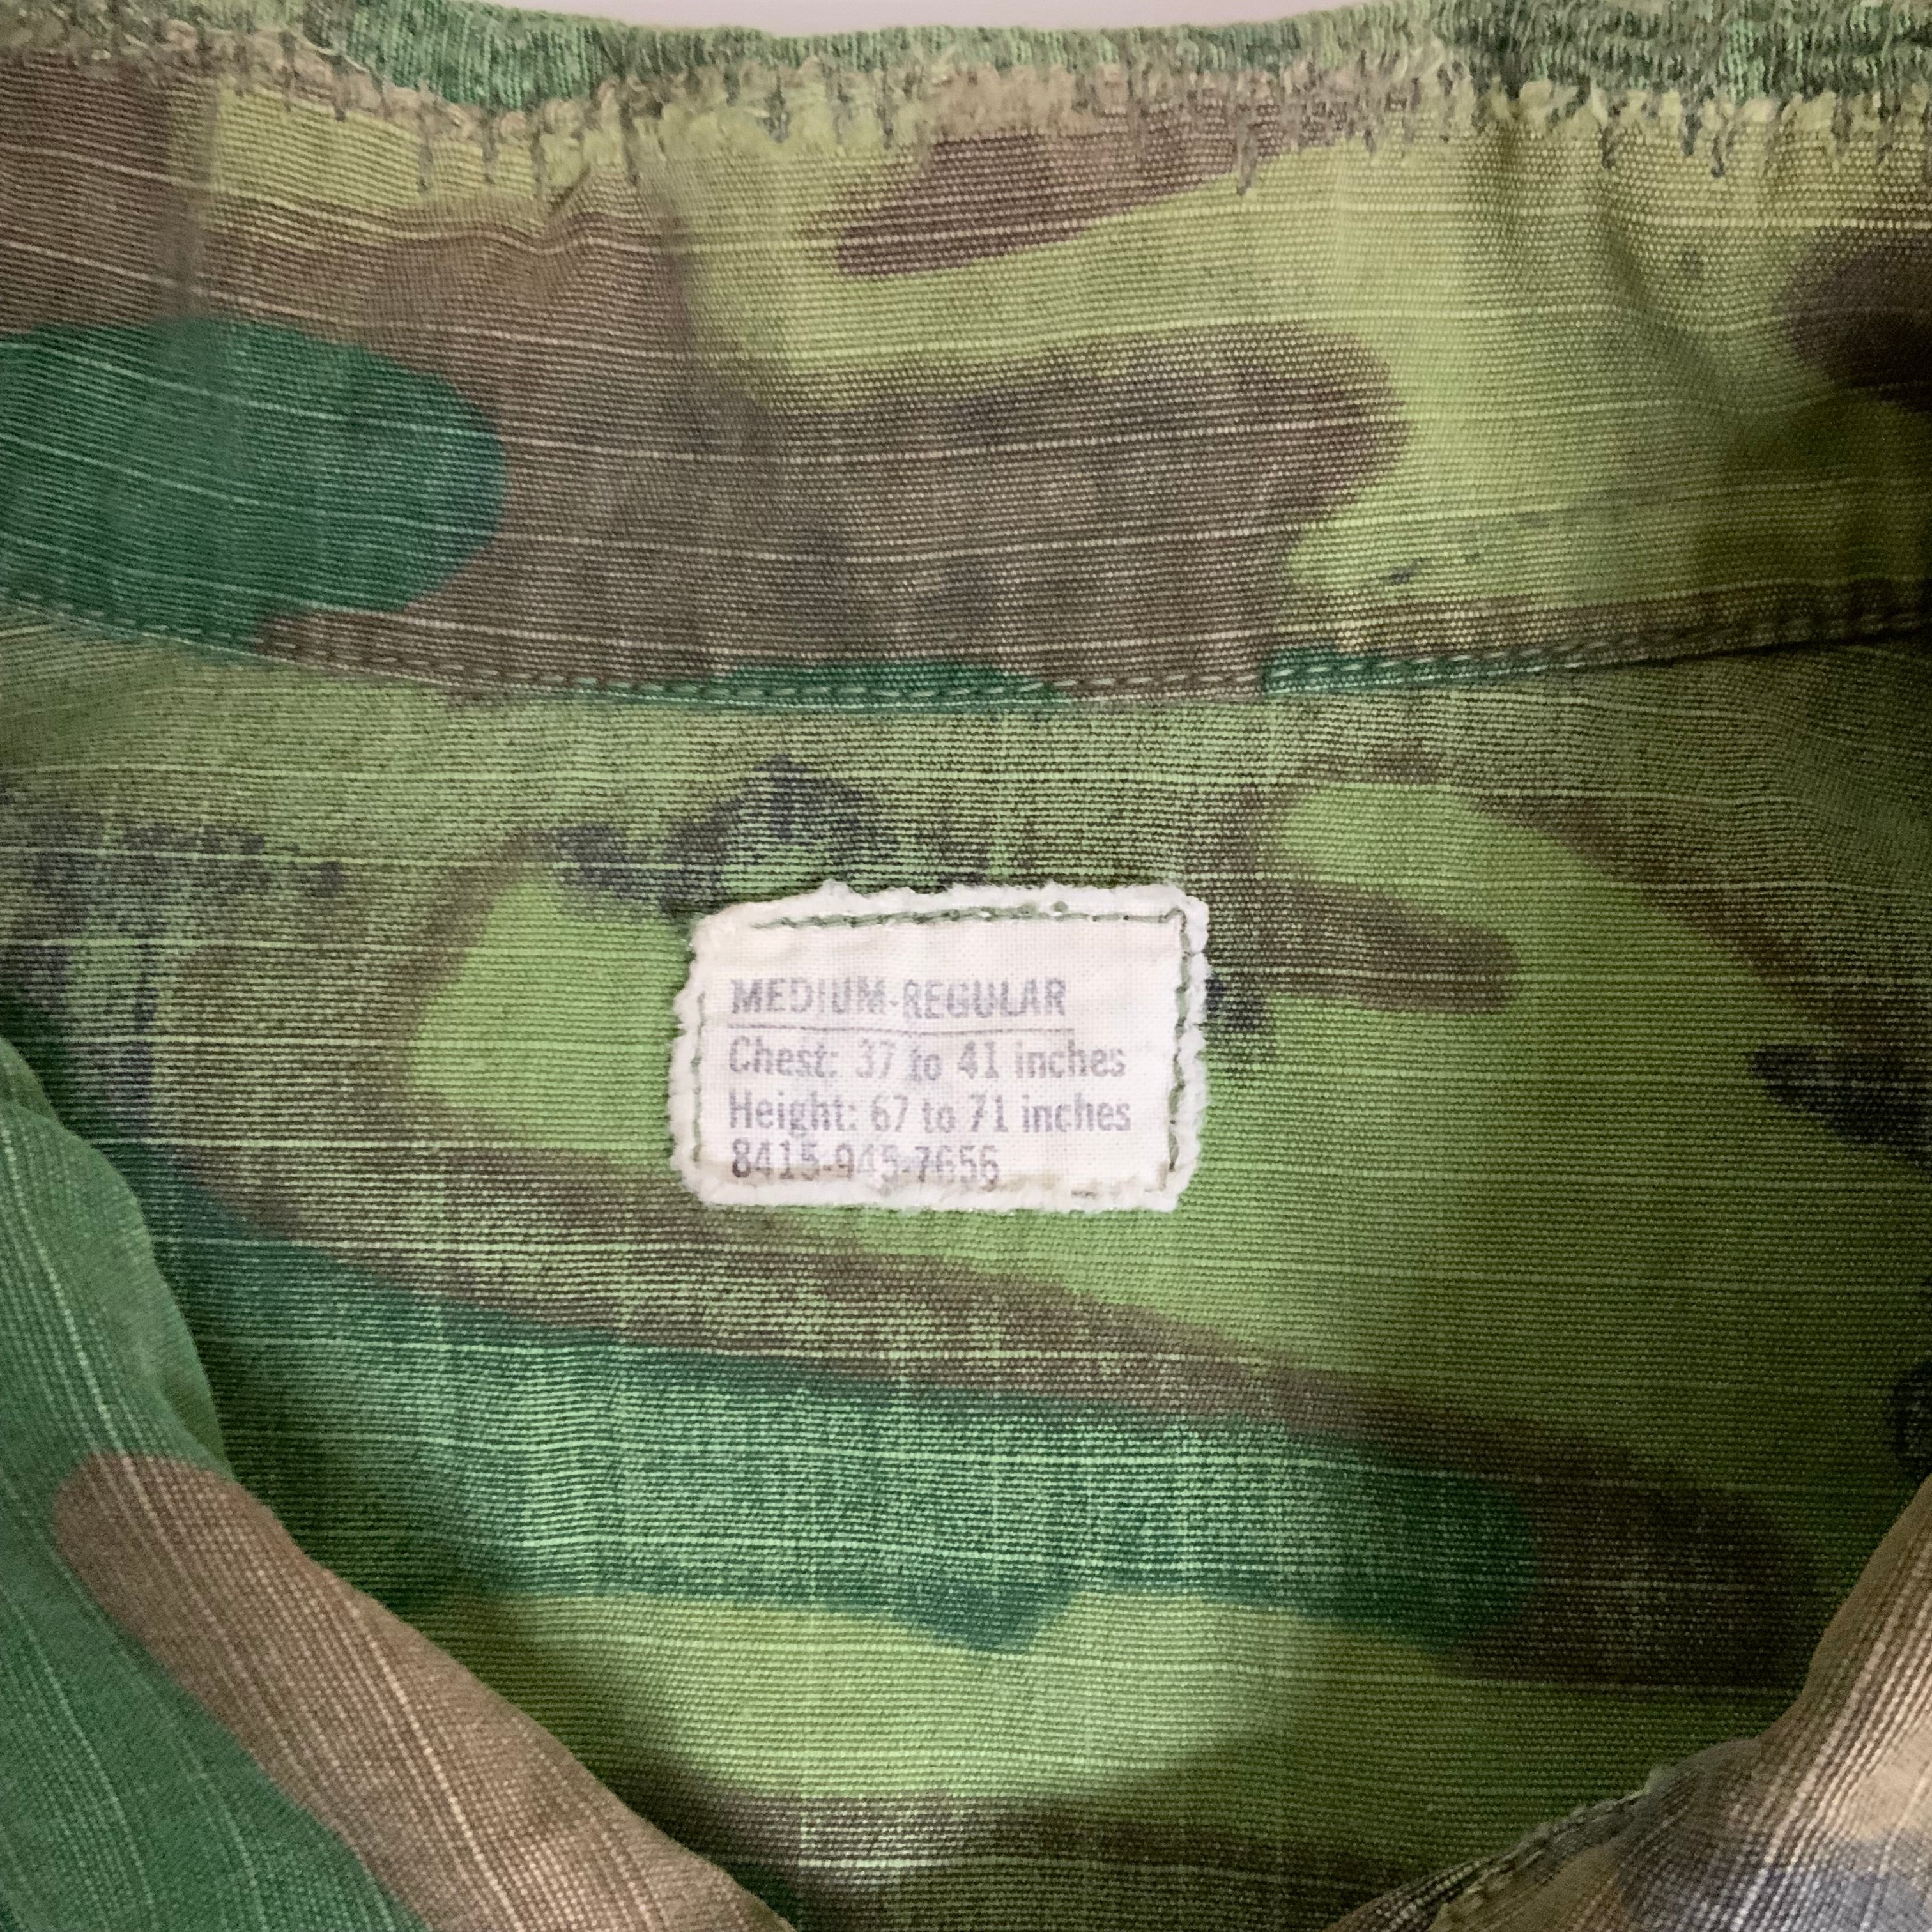 MEDIUM-REGULAR
Chest: 37 to 41 inches
Height: 67 to 71 inches
8415-945-7656